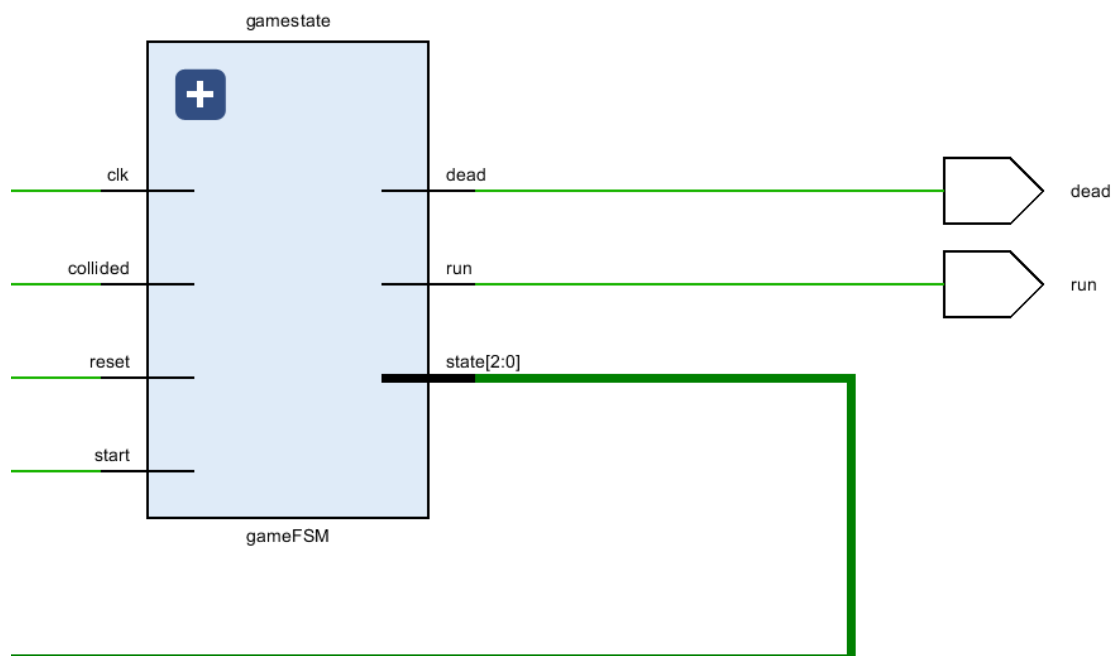 gamestate
clk
dead
dead
collided
run
run
reset
state[2:0]
start
gameFSM